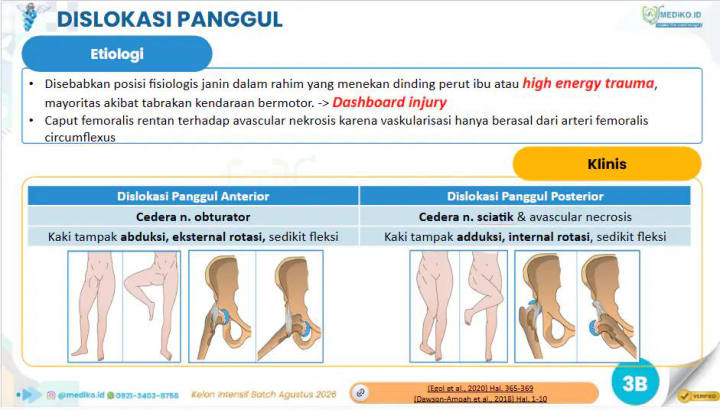 DISLOKASI PANGGUL
MEDIKO.ID
Etiologi
• Disebabkan posisi fisiologis janin dalam rahim yang menekan dinding perut ibu atau high energy trauma,
mayoritas akibat tabrakan kendaraan bermotor. -> Dashboard injury
• Caput femoralis rentan terhadap avascular nekrosis karena vaskularisasi hanya berasal dari arteri femoralis
circumflexus
Klinis
Dislokasi Panggul Anterior
Dislokasi Panggul Posterior
Cedera n. obturator
Cedera n. sciatik & avascular necrosis
Kaki tampak abduksi, eksternal rotasi, sedikit fleksi
Kaki tampak adduksi, internal rotasi, sedikit fleksi
@mediko.id
0821-3403-8758
Kelon Intensif Batch Agustus 2026
(Egol et al., 2020) Hal. 365-369
(Dawson-Amoah et al., 2018) Hal. 1-10
3B
VERIFIED